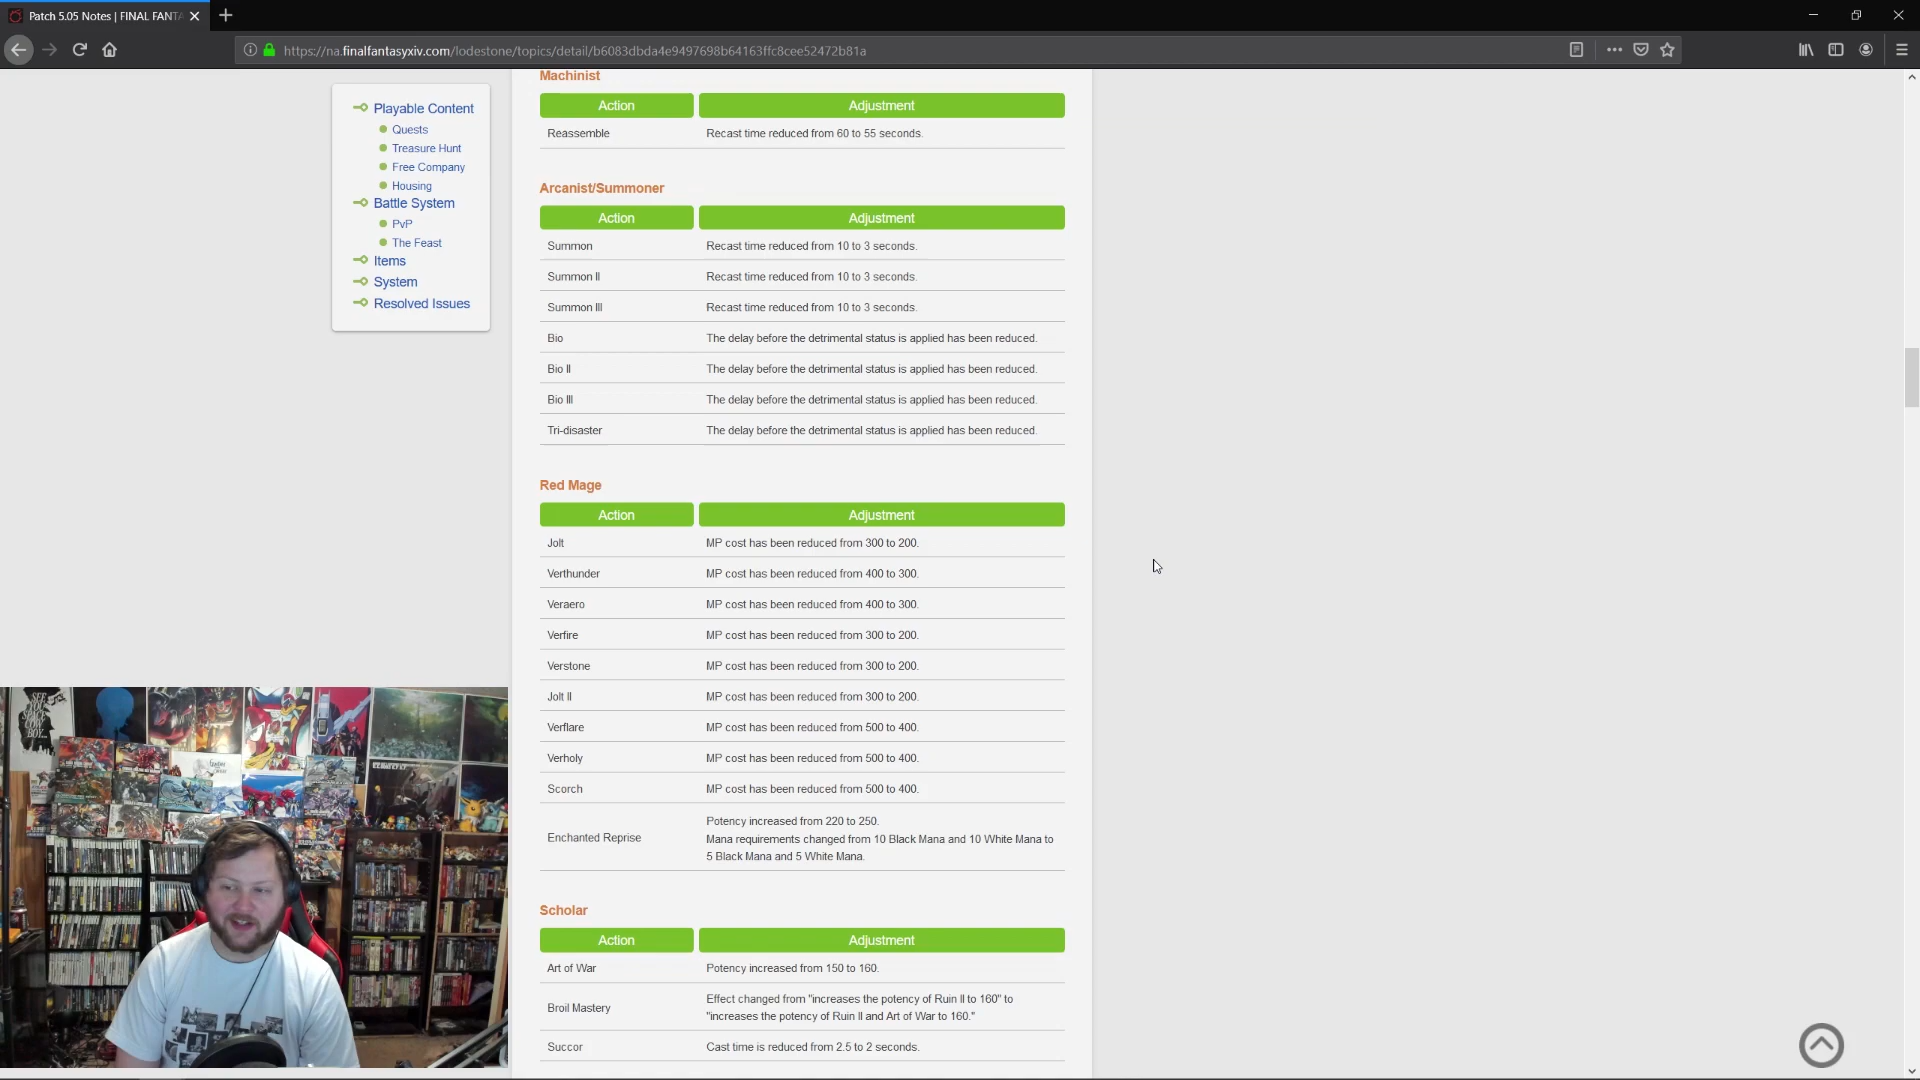 Patch 5.05 Notes | FINAL FANTA
https://na.finalfantasyxiv.com/lodestone/topics/detail/b6083dbda4e9497698b64163ffc8cee52472b81a
Playable Content
Quests
Treasure Hunt
Free Company
Housing
Battle System
PvP
The Feast
Items
System
Resolved Issues
Machinist
Action Adjustment
Reassemble Recast time reduced from 60 to 55 seconds.
Arcanist/Summoner
Action Adjustment
Summon Recast time reduced from 10 to 3 seconds.
Summon II Recast time reduced from 10 to 3 seconds.
Summon III Recast time reduced from 10 to 3 seconds.
Bio The delay before the detrimental status is applied has been reduced.
Bio II The delay before the detrimental status is applied has been reduced.
Bio III The delay before the detrimental status is applied has been reduced.
Tri-disaster The delay before the detrimental status is applied has been reduced.
Red Mage
Action Adjustment
Jolt MP cost has been reduced from 300 to 200.
Verthunder MP cost has been reduced from 400 to 300.
Veraero MP cost has been reduced from 400 to 300.
Verfire MP cost has been reduced from 300 to 200.
Verstone MP cost has been reduced from 300 to 200.
Jolt II MP cost has been reduced from 300 to 200.
Verflare MP cost has been reduced from 500 to 400.
Verholy MP cost has been reduced from 500 to 400.
Scorch MP cost has been reduced from 500 to 400.
Enchanted Reprise Potency increased from 220 to 250.
Mana requirements changed from 10 Black Mana and 10 White Mana to
5 Black Mana and 5 White Mana.
Scholar
Action Adjustment
Art of War Potency increased from 150 to 160.
Broil Mastery Effect changed from "increases the potency of Ruin II to 160" to
"increases the potency of Ruin II and Art of War to 160."
Succor Cast time is reduced from 2.5 to 2 seconds.
SEE
YOU
SPACE
COW
BOY...